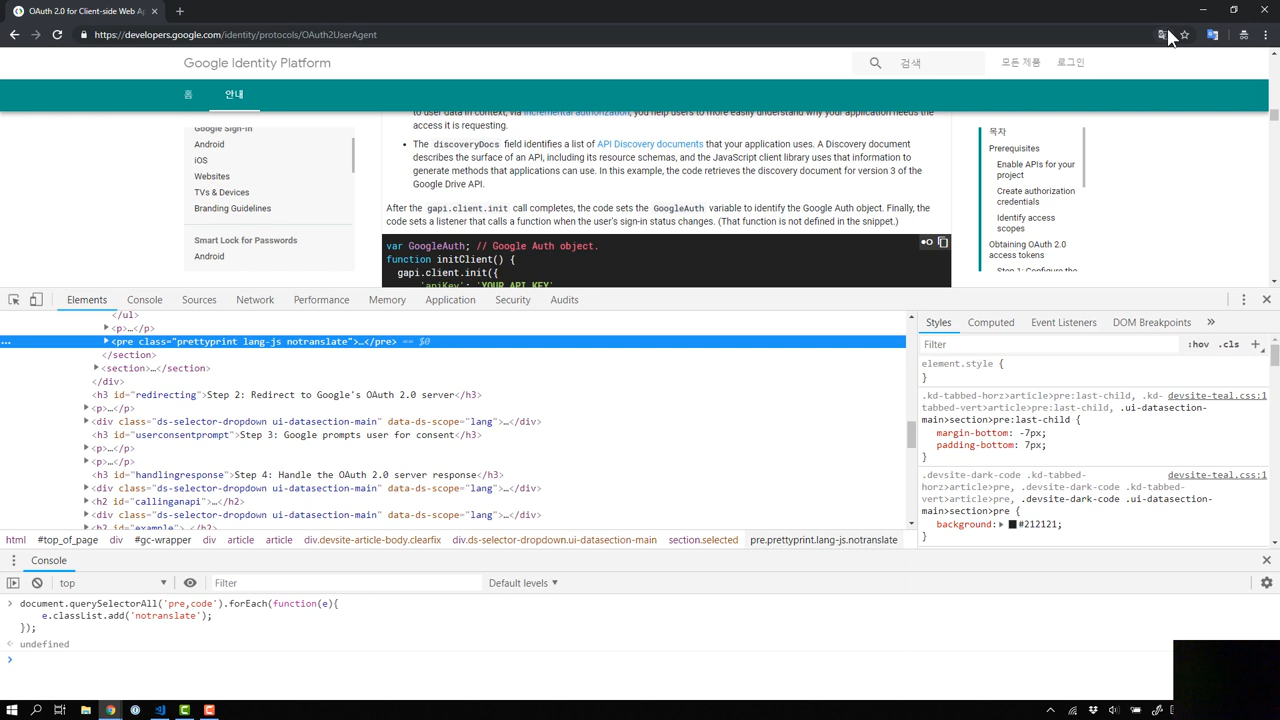 OAuth 2.0 for Client-side Web Ap
https://developers.google.com/identity/protocols/OAuth2UserAgent
Google Identity Platform
검색
모든 제품
로그인
홈
안내
Google Sign-In
Android
iOS
Websites
TVs & Devices
Branding Guidelines
Smart Lock for Passwords
Android
to user data in context, via incremental authorization, you help users to more easily understand why your application needs the
access it is requesting.
The discoveryDocs field identifies a list of API Discovery documents that your application uses. A Discovery document
describes the surface of an API, including its resource schemas, and the JavaScript client library uses that information to
generate methods that applications can use. In this example, the code retrieves the discovery document for version 3 of the
Google Drive API.
After the gapi.client.init call completes, the code sets the GoogleAuth variable to identify the Google Auth object. Finally, the
code sets a listener that calls a function when the user's sign-in status changes. (That function is not defined in the snippet.)
var GoogleAuth; // Google Auth object.
function initClient() {
gapi.client.init({
'apiKey': 'YOUR_API_KEY'
목차
Prerequisites
Enable APIs for your
project
Create authorization
credentials
Identify access
scopes
Obtaining OAuth 2.0
access tokens
Step 1: Configure the
Elements
Console
Sources
Network
Performance
Memory
Application
Security
Audits
</ul>
<p>…</p>
<pre class="prettyprint lang-js notranslate">…</pre> == $0
</section>
<section>…</section>
</div>
<h3 id="redirecting">Step 2: Redirect to Google's OAuth 2.0 server</h3>
<p>…</p>
<div class="ds-selector-dropdown ui-datasection-main" data-ds-scope="lang">…</div>
<h3 id="userconsentprompt">Step 3: Google prompts user for consent</h3>
<p>…</p>
<p>…</p>
<h3 id="handlingresponse">Step 4: Handle the OAuth 2.0 server response</h3>
<div class="ds-selector-dropdown ui-datasection-main" data-ds-scope="lang">…</div>
<h2 id="callinganapi">…</h2>
<div class="ds-selector-dropdown ui-datasection-main" data-ds-scope="lang">…</div>
<h2 id="example">…</h2>
html #top_of_page div #gc-wrapper div article article div.devsite-article-body.clearfix div.ds-selector-dropdown.ui-datasection-main section.selected pre.prettyprint.lang-js.notranslate
Styles
Computed
Event Listeners
DOM Breakpoints
Filter
:hov .cls
element.style {
}
.kd-tabbed-horz>article>pre:last-child, .kd- devsite-teal.css:1
tabbed-vert>article>pre:last-child, .ui-datasection-
main>section>pre:last-child {
margin-bottom: -7px;
padding-bottom: 7px;
}
.devsite-dark-code .kd-tabbed- devsite-teal.css:1
horz>article>pre, .devsite-dark-code .kd-tabbed-
vert>article>pre, .devsite-dark-code .ui-datasection-
main>section>pre {
background: #212121;
}
Console
top
Filter
Default levels
document.querySelectorAll('pre,code').forEach(function(e){
e.classList.add('notranslate');
});
undefined